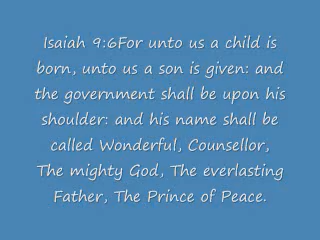 Isaiah 9:6For unto us a child is
born, unto us a son is given: and
the government shall be upon his
shoulder: and his name shall be
called Wonderful, Counsellor,
The mighty God, The everlasting
Father, The Prince of Peace.